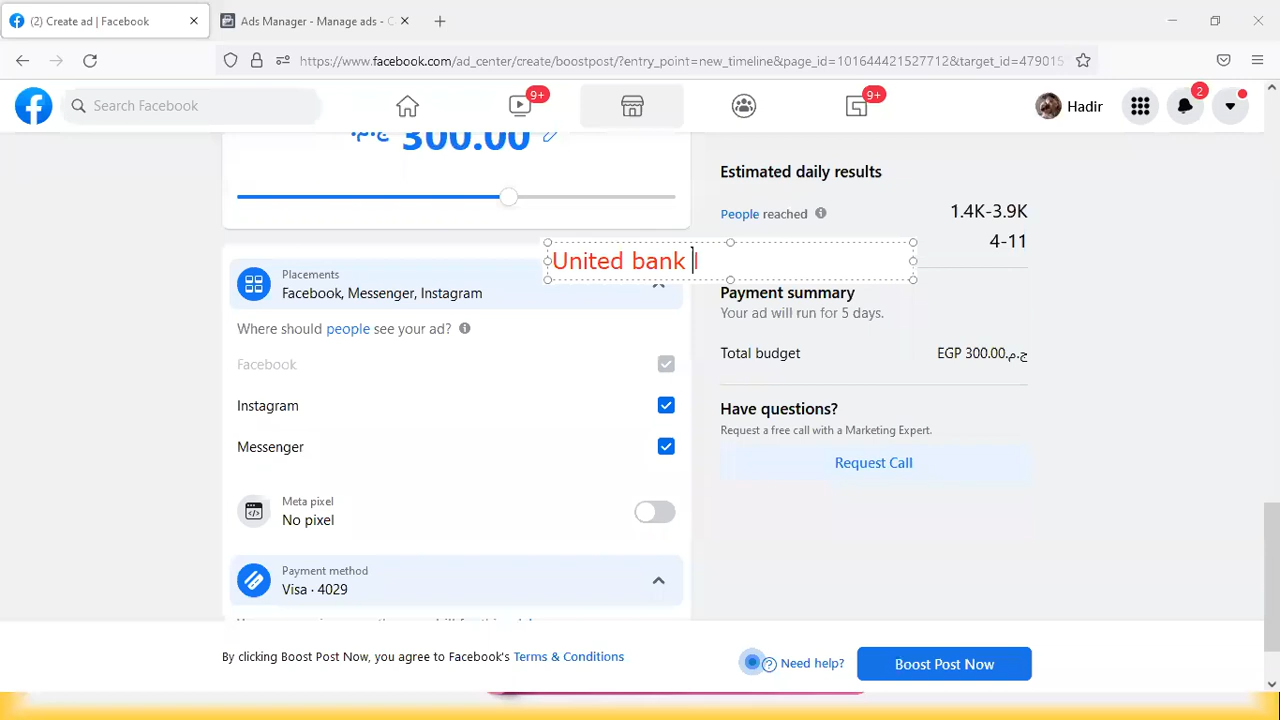 (2) Create ad | Facebook
Ads Manager - Manage ads - C
https://www.facebook.com/ad_center/create/boostpost/?entry_point=new_timeline&page_id=101644421527712&target_id=479015
Search Facebook
9+
9+
Hadir
2
ج.م. 300.00
Estimated daily results
People reached
1.4K-3.9K
4-11
United bank
Placements
Facebook, Messenger, Instagram
Payment summary
Your ad will run for 5 days.
Where should people see your ad?
Total budget
EGP 300.00.ج.م
Facebook
Instagram
Have questions?
Request a free call with a Marketing Expert.
Messenger
Request Call
Meta pixel
No pixel
Payment method
Visa · 4029
By clicking Boost Post Now, you agree to Facebook's Terms & Conditions
Need help?
Boost Post Now